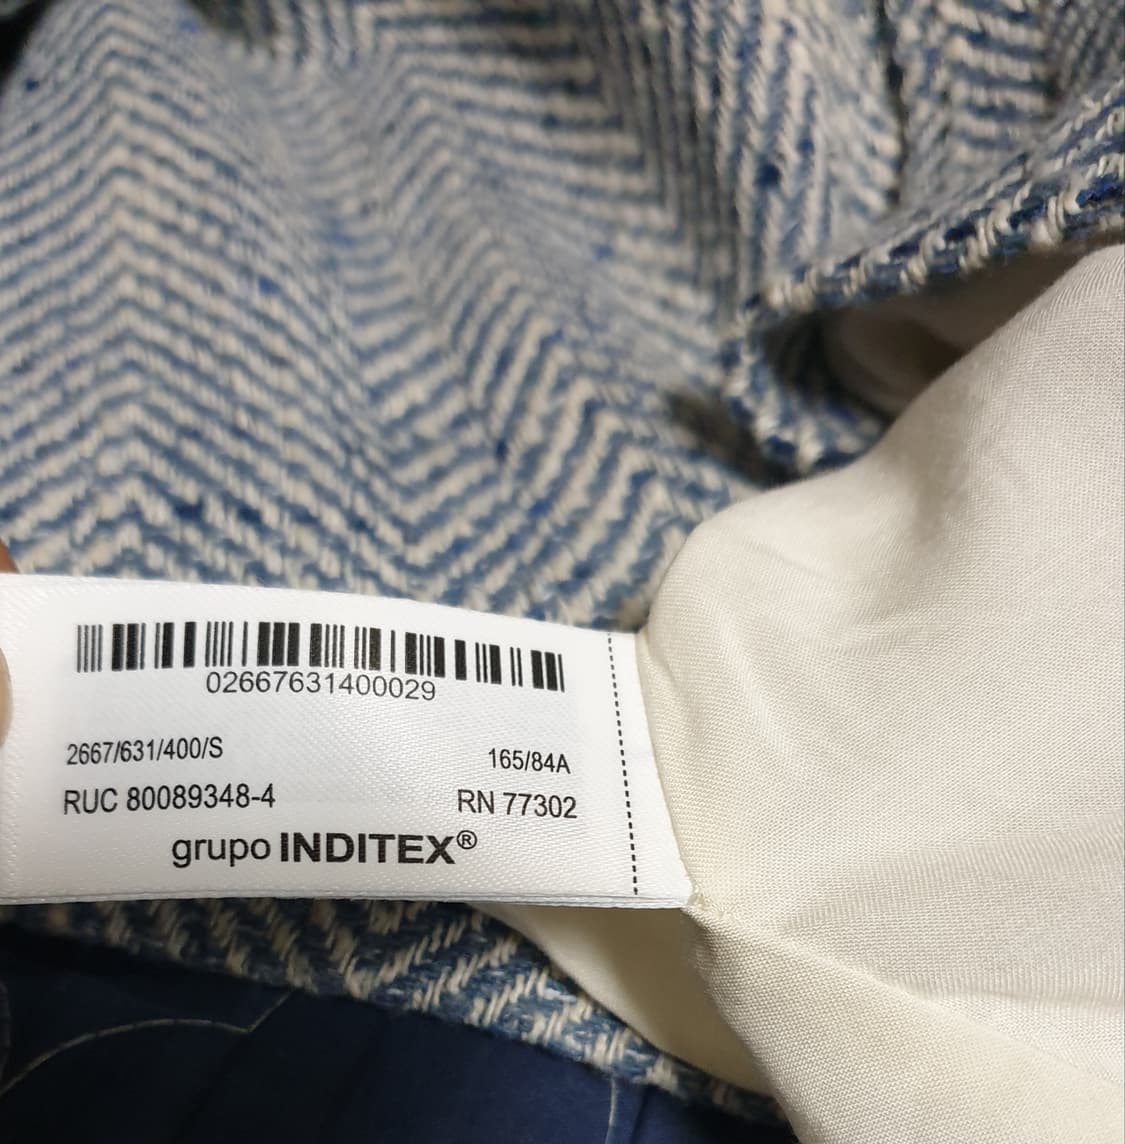 02667631400029
2667/631/400/S 165/84A
RUC 80089348-4 RN 77302
grupo INDITEX®